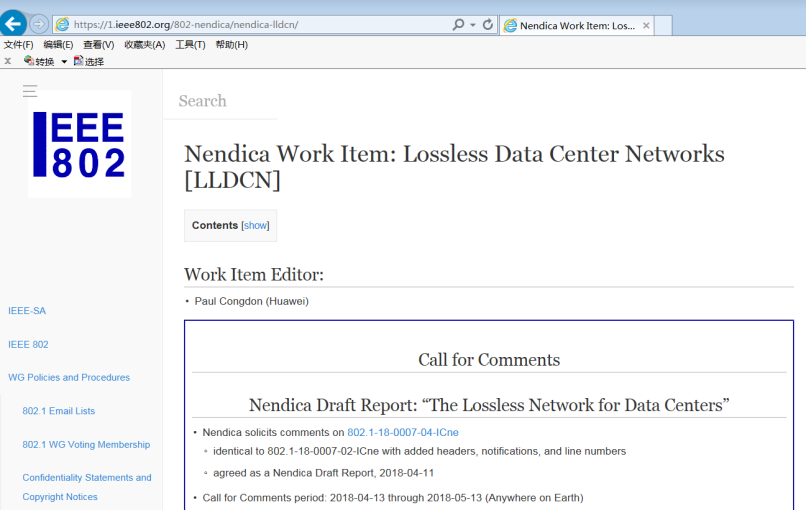 https://1.ieee802.org/802-nendica/nendica-lldcn/
Nendica Work Item: Los... ×
文件(F) 编辑(E) 查看(V) 收藏夹(A) 工具(T) 帮助(H)
x 转换 ▼ 选择
IEEE
802
Search
Nendica Work Item: Lossless Data Center Networks
[LLDCN]
Contents [show]
Work Item Editor:
• Paul Congdon (Huawei)
IEEE-SA
IEEE 802
WG Policies and Procedures
802.1 Email Lists
802.1 WG Voting Membership
Confidentiality Statements and
Copyright Notices
Call for Comments
Nendica Draft Report: “The Lossless Network for Data Centers”
• Nendica solicits comments on 802.1-18-0007-04-ICne
◦ identical to 802.1-18-0007-02-ICne with added headers, notifications, and line numbers
◦ agreed as a Nendica Draft Report, 2018-04-11
• Call for Comments period: 2018-04-13 through 2018-05-13 (Anywhere on Earth)